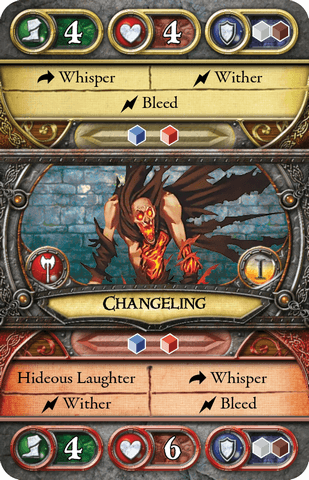 4 4
Whisper Wither
Bleed
I
CHANGELING
Hideous Laughter Whisper
Wither Bleed
4 6